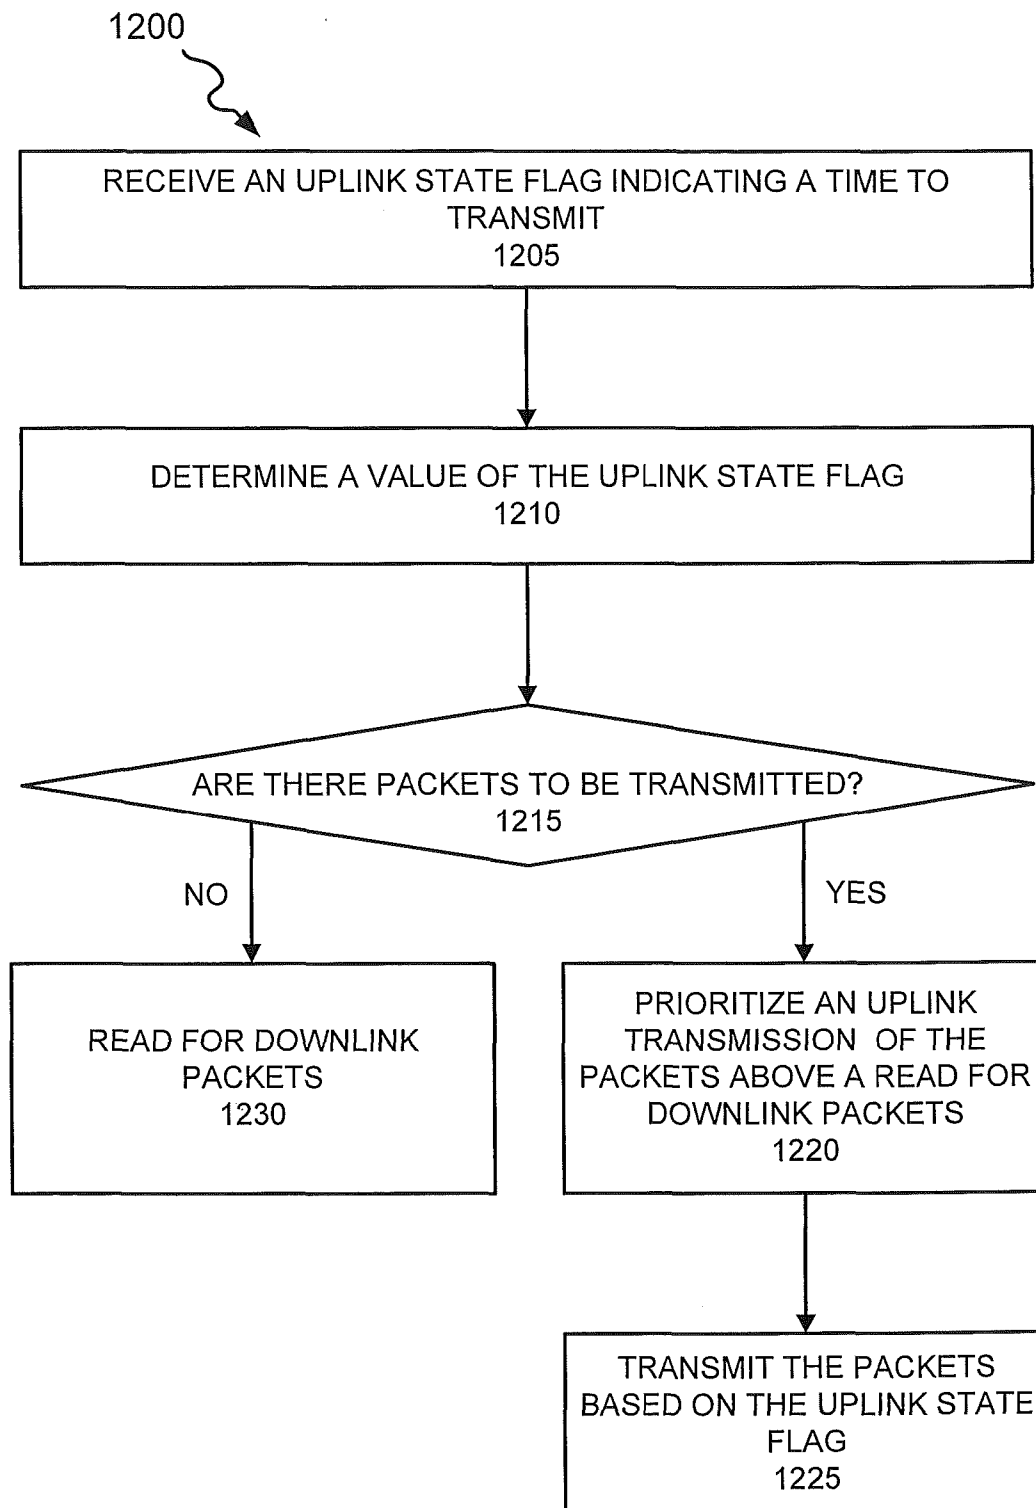 1200
RECEIVE AN UPLINK STATE FLAG INDICATING A TIME TO
TRANSMIT
1205
DETERMINE A VALUE OF THE UPLINK STATE FLAG
1210
ARE THERE PACKETS TO BE TRANSMITTED?
1215
NO
YES
READ FOR DOWNLINK
PACKETS
1230
PRIORITIZE AN UPLINK
TRANSMISSION OF THE
PACKETS ABOVE A READ FOR
DOWNLINK PACKETS
1220
TRANSMIT THE PACKETS
BASED ON THE UPLINK STATE
FLAG
1225